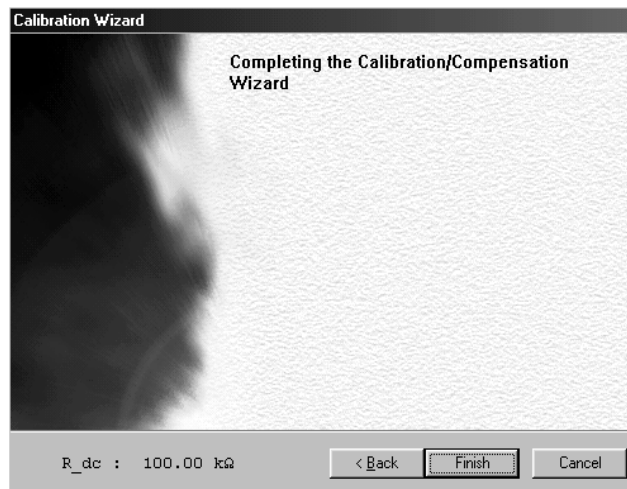 Calibration Wizard
Completing the Calibration/Compensation
Wizard
R_dc : 100.00 kΩ
< Back
Finish
Cancel